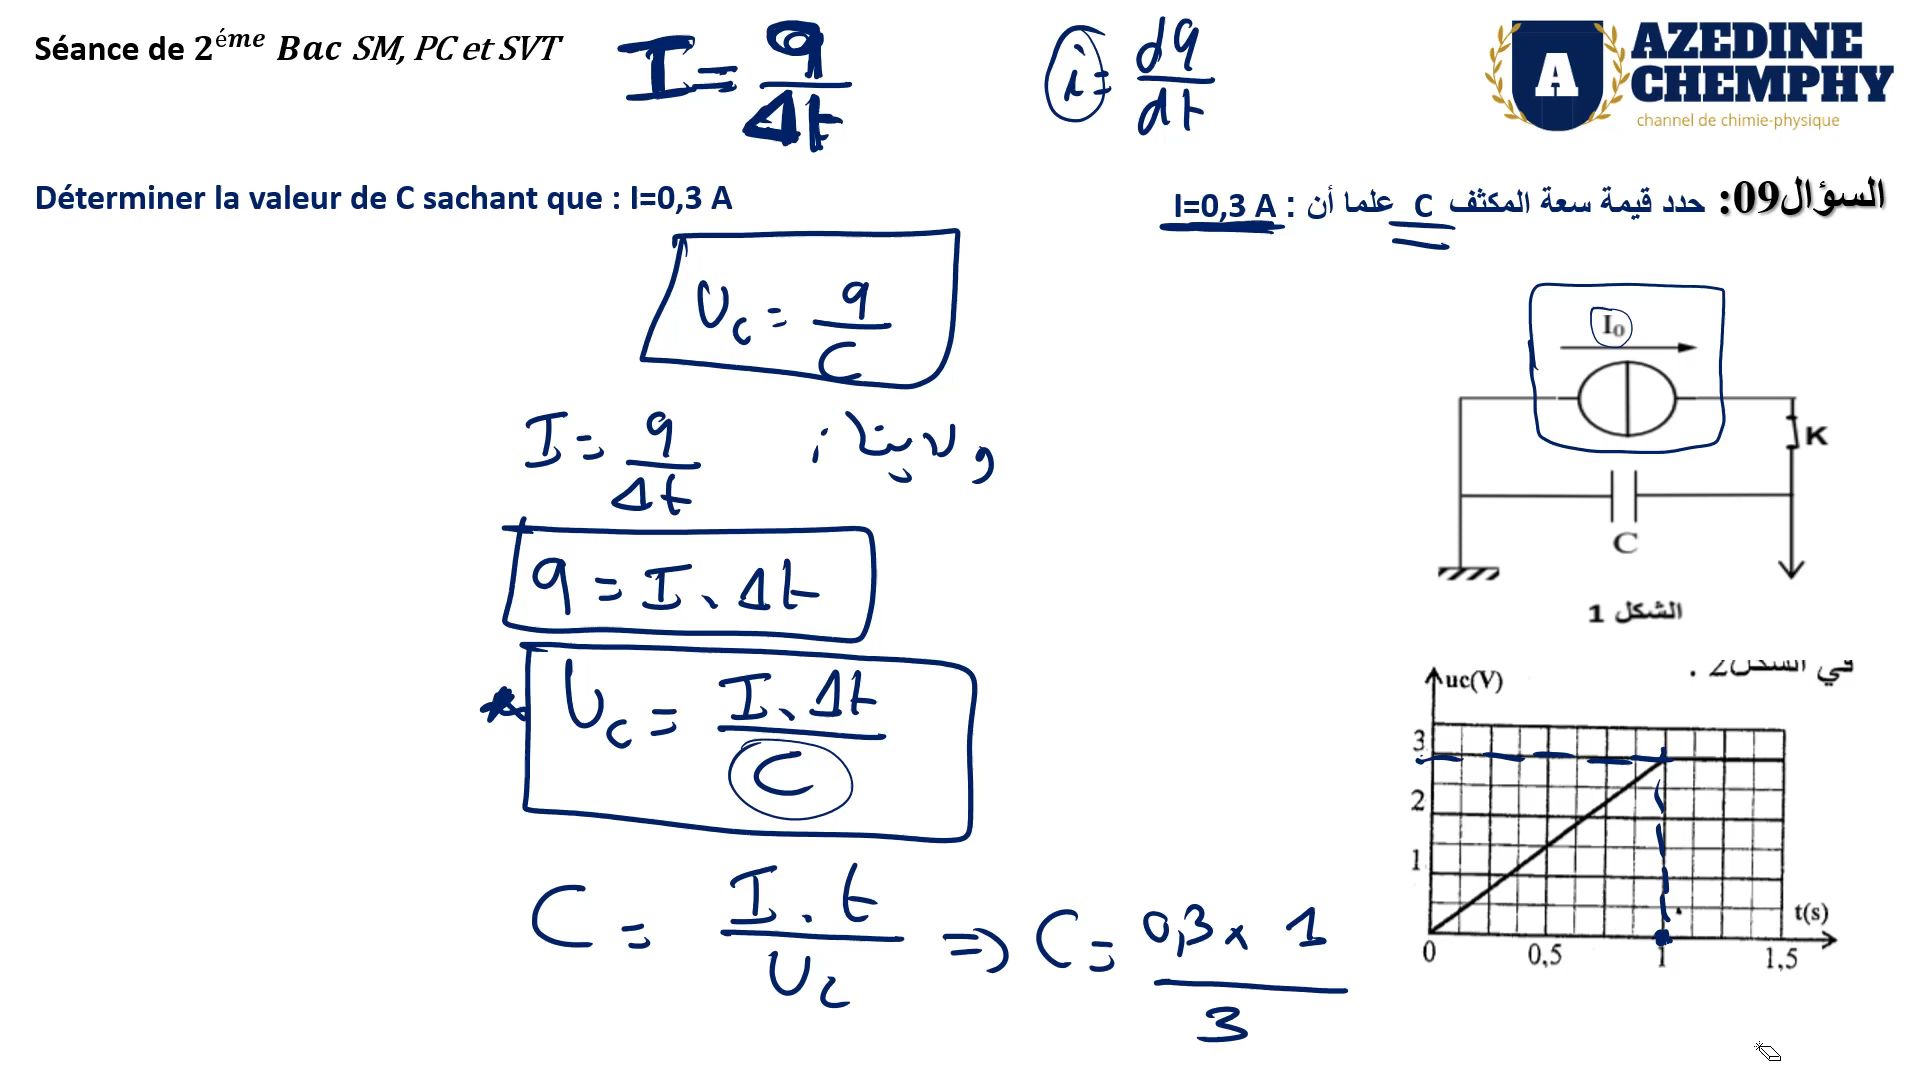 Séance de 2éme Bac SM, PC et SVT
I = q / Δt
i = dq / dt
AZEDINE
CHEMPHY
channel de chimie-physique
A
Déterminer la valeur de C sachant que : I=0,3 A
السؤال09: حدد قيمة سعة المكثف C علما أن : I=0,3 A
Uc = q / C
I = q / Δt ولدينا :
q = I . Δt
Uc = I . Δt / C
C = I . t / Uc => C = 0,3 x 1 / 3
I0
K
C
الشكل 1
في الشكل2 .
uc(V)
3
2
1
t(s)
0 0,5 1 1,5